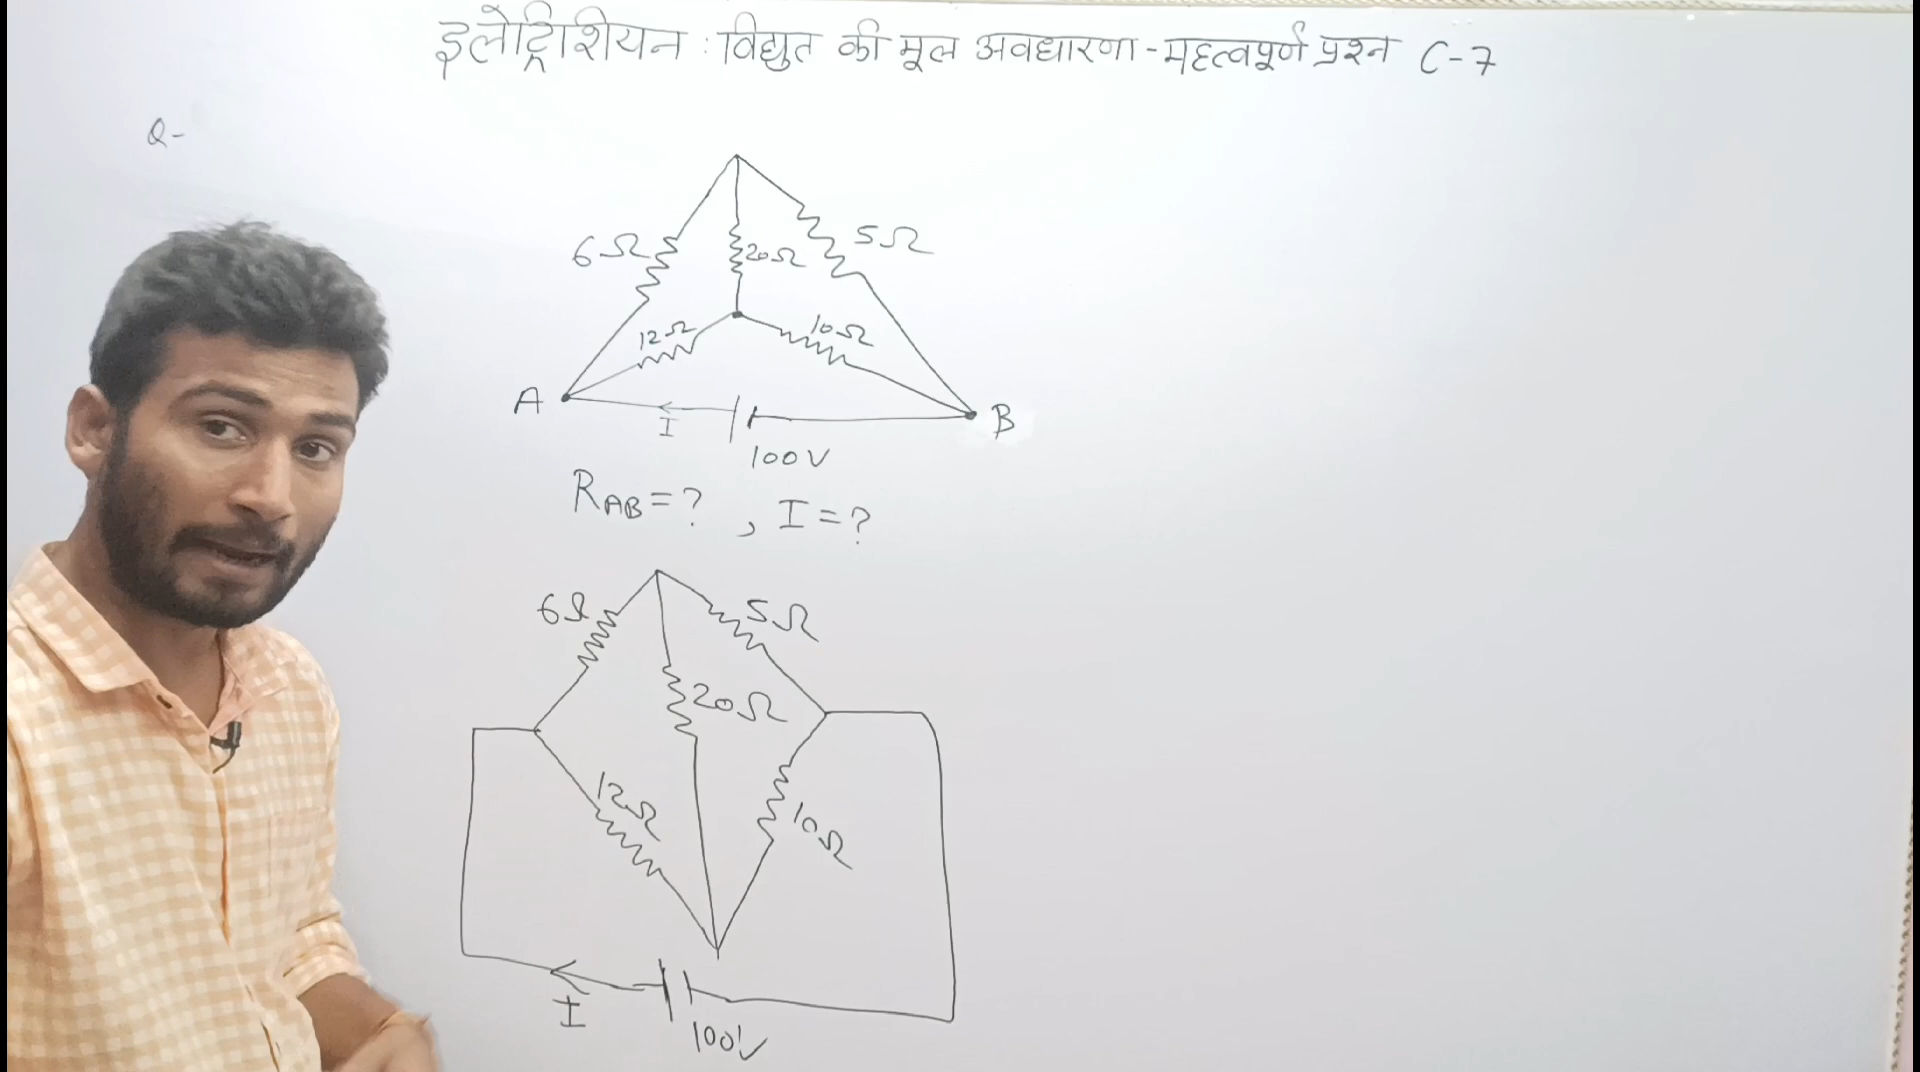 इलेट्रिशियन : विद्युत की मूल अवधारणा - महत्वपूर्ण प्रश्न C-7
Q-
6Ω 20Ω 5Ω
12Ω 10Ω
A I B
100V
RAB = ? , I = ?
6Ω 5Ω
20Ω
12Ω 10Ω
I
100V